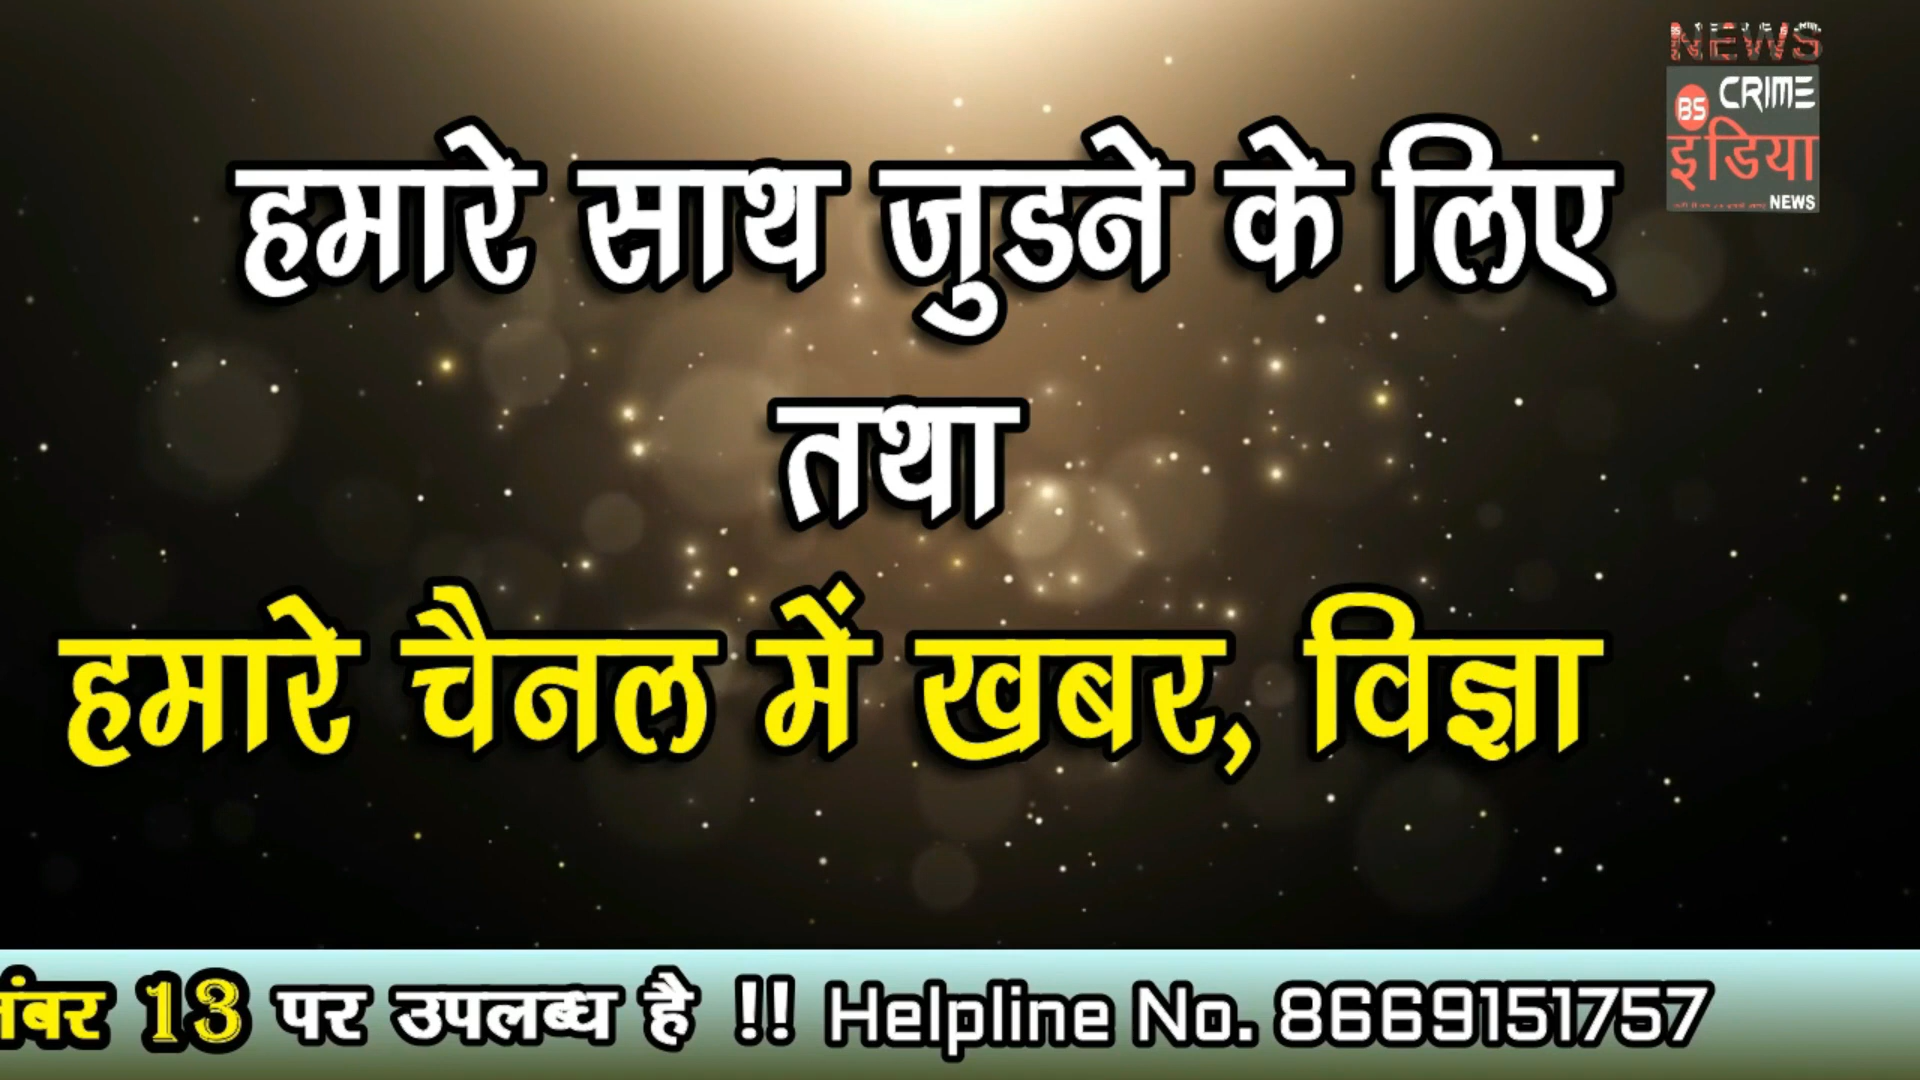 NEWS
BS CRIME
इंडिया
NEWS
हमारे साथ जुडने के लिए
तथा
हमारे चैनल में खबर, विज्ञा
नंबर 13 पर उपलब्ध है !! Helpline No. 8669151757